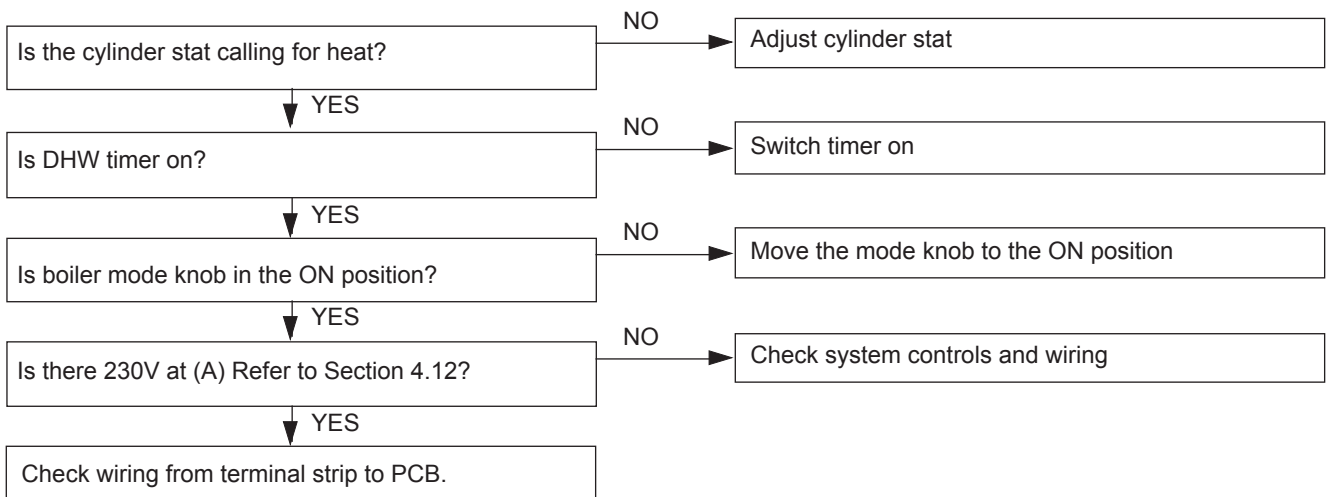 Is the cylinder stat calling for heat?
NO
Adjust cylinder stat
YES
Is DHW timer on?
NO
Switch timer on
YES
Is boiler mode knob in the ON position?
NO
Move the mode knob to the ON position
YES
Is there 230V at (A) Refer to Section 4.12?
NO
Check system controls and wiring
YES
Check wiring from terminal strip to PCB.